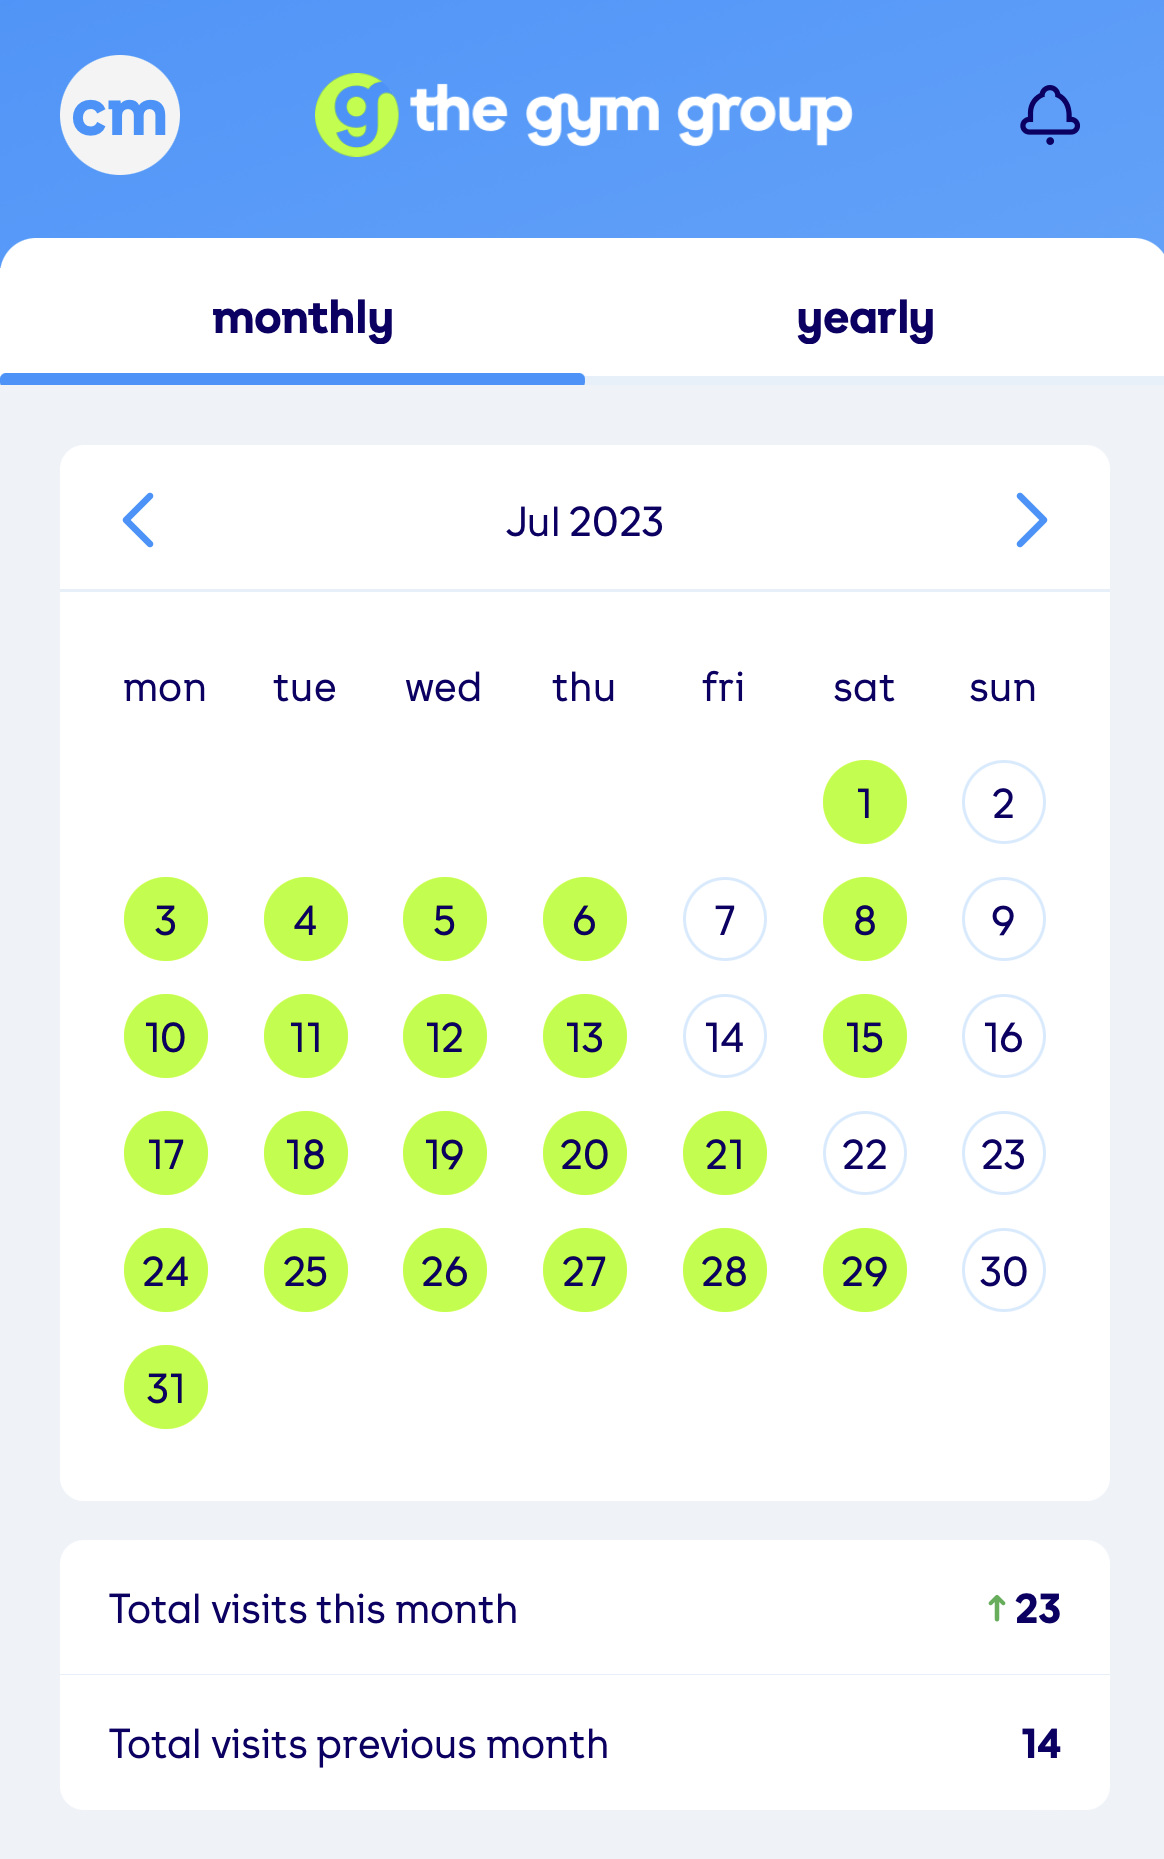 cm
g the gym group
monthly yearly
Jul 2023
mon tue wed thu fri sat sun
1 2
3 4 5 6 7 8 9
10 11 12 13 14 15 16
17 18 19 20 21 22 23
24 25 26 27 28 29 30
31
Total visits this month ↑ 23
Total visits previous month 14